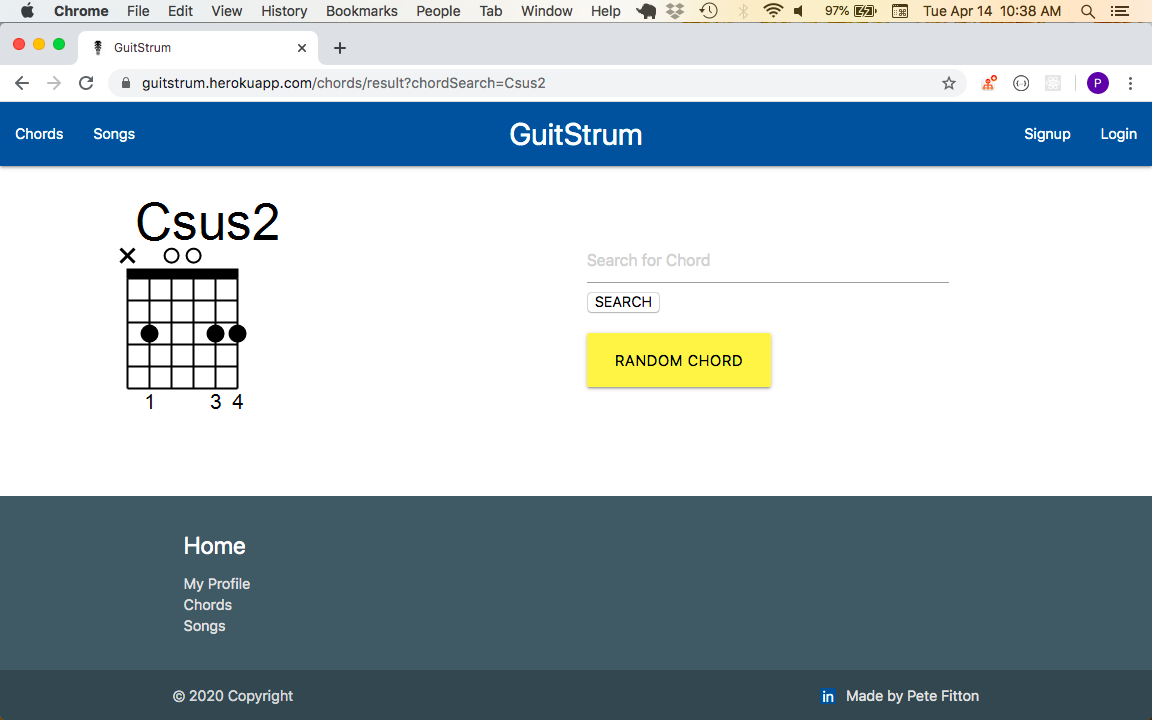 Chrome File Edit View History Bookmarks People Tab Window Help 97% Tue Apr 14 10:38 AM
GuitStrum
guitstrum.herokuapp.com/chords/result?chordSearch=Csus2
P
Chords Songs GuitStrum Signup Login
Csus2
Search for Chord
SEARCH
RANDOM CHORD
1 3 4
Home
My Profile
Chords
Songs
© 2020 Copyright in Made by Pete Fitton